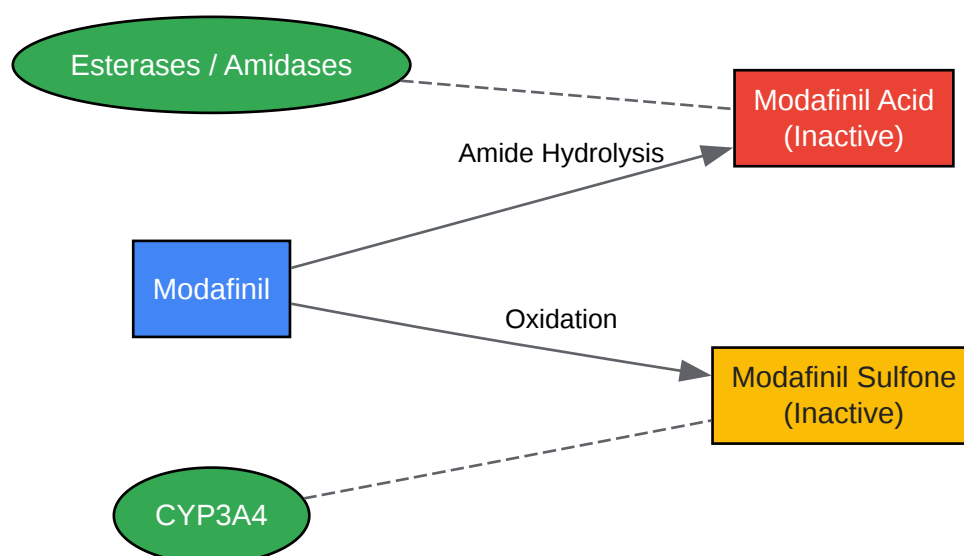 Esterases / Amidases
Modafinil Acid
(Inactive)
Amide Hydrolysis
Modafinil
Oxidation
Modafinil Sulfone
(Inactive)
CYP3A4